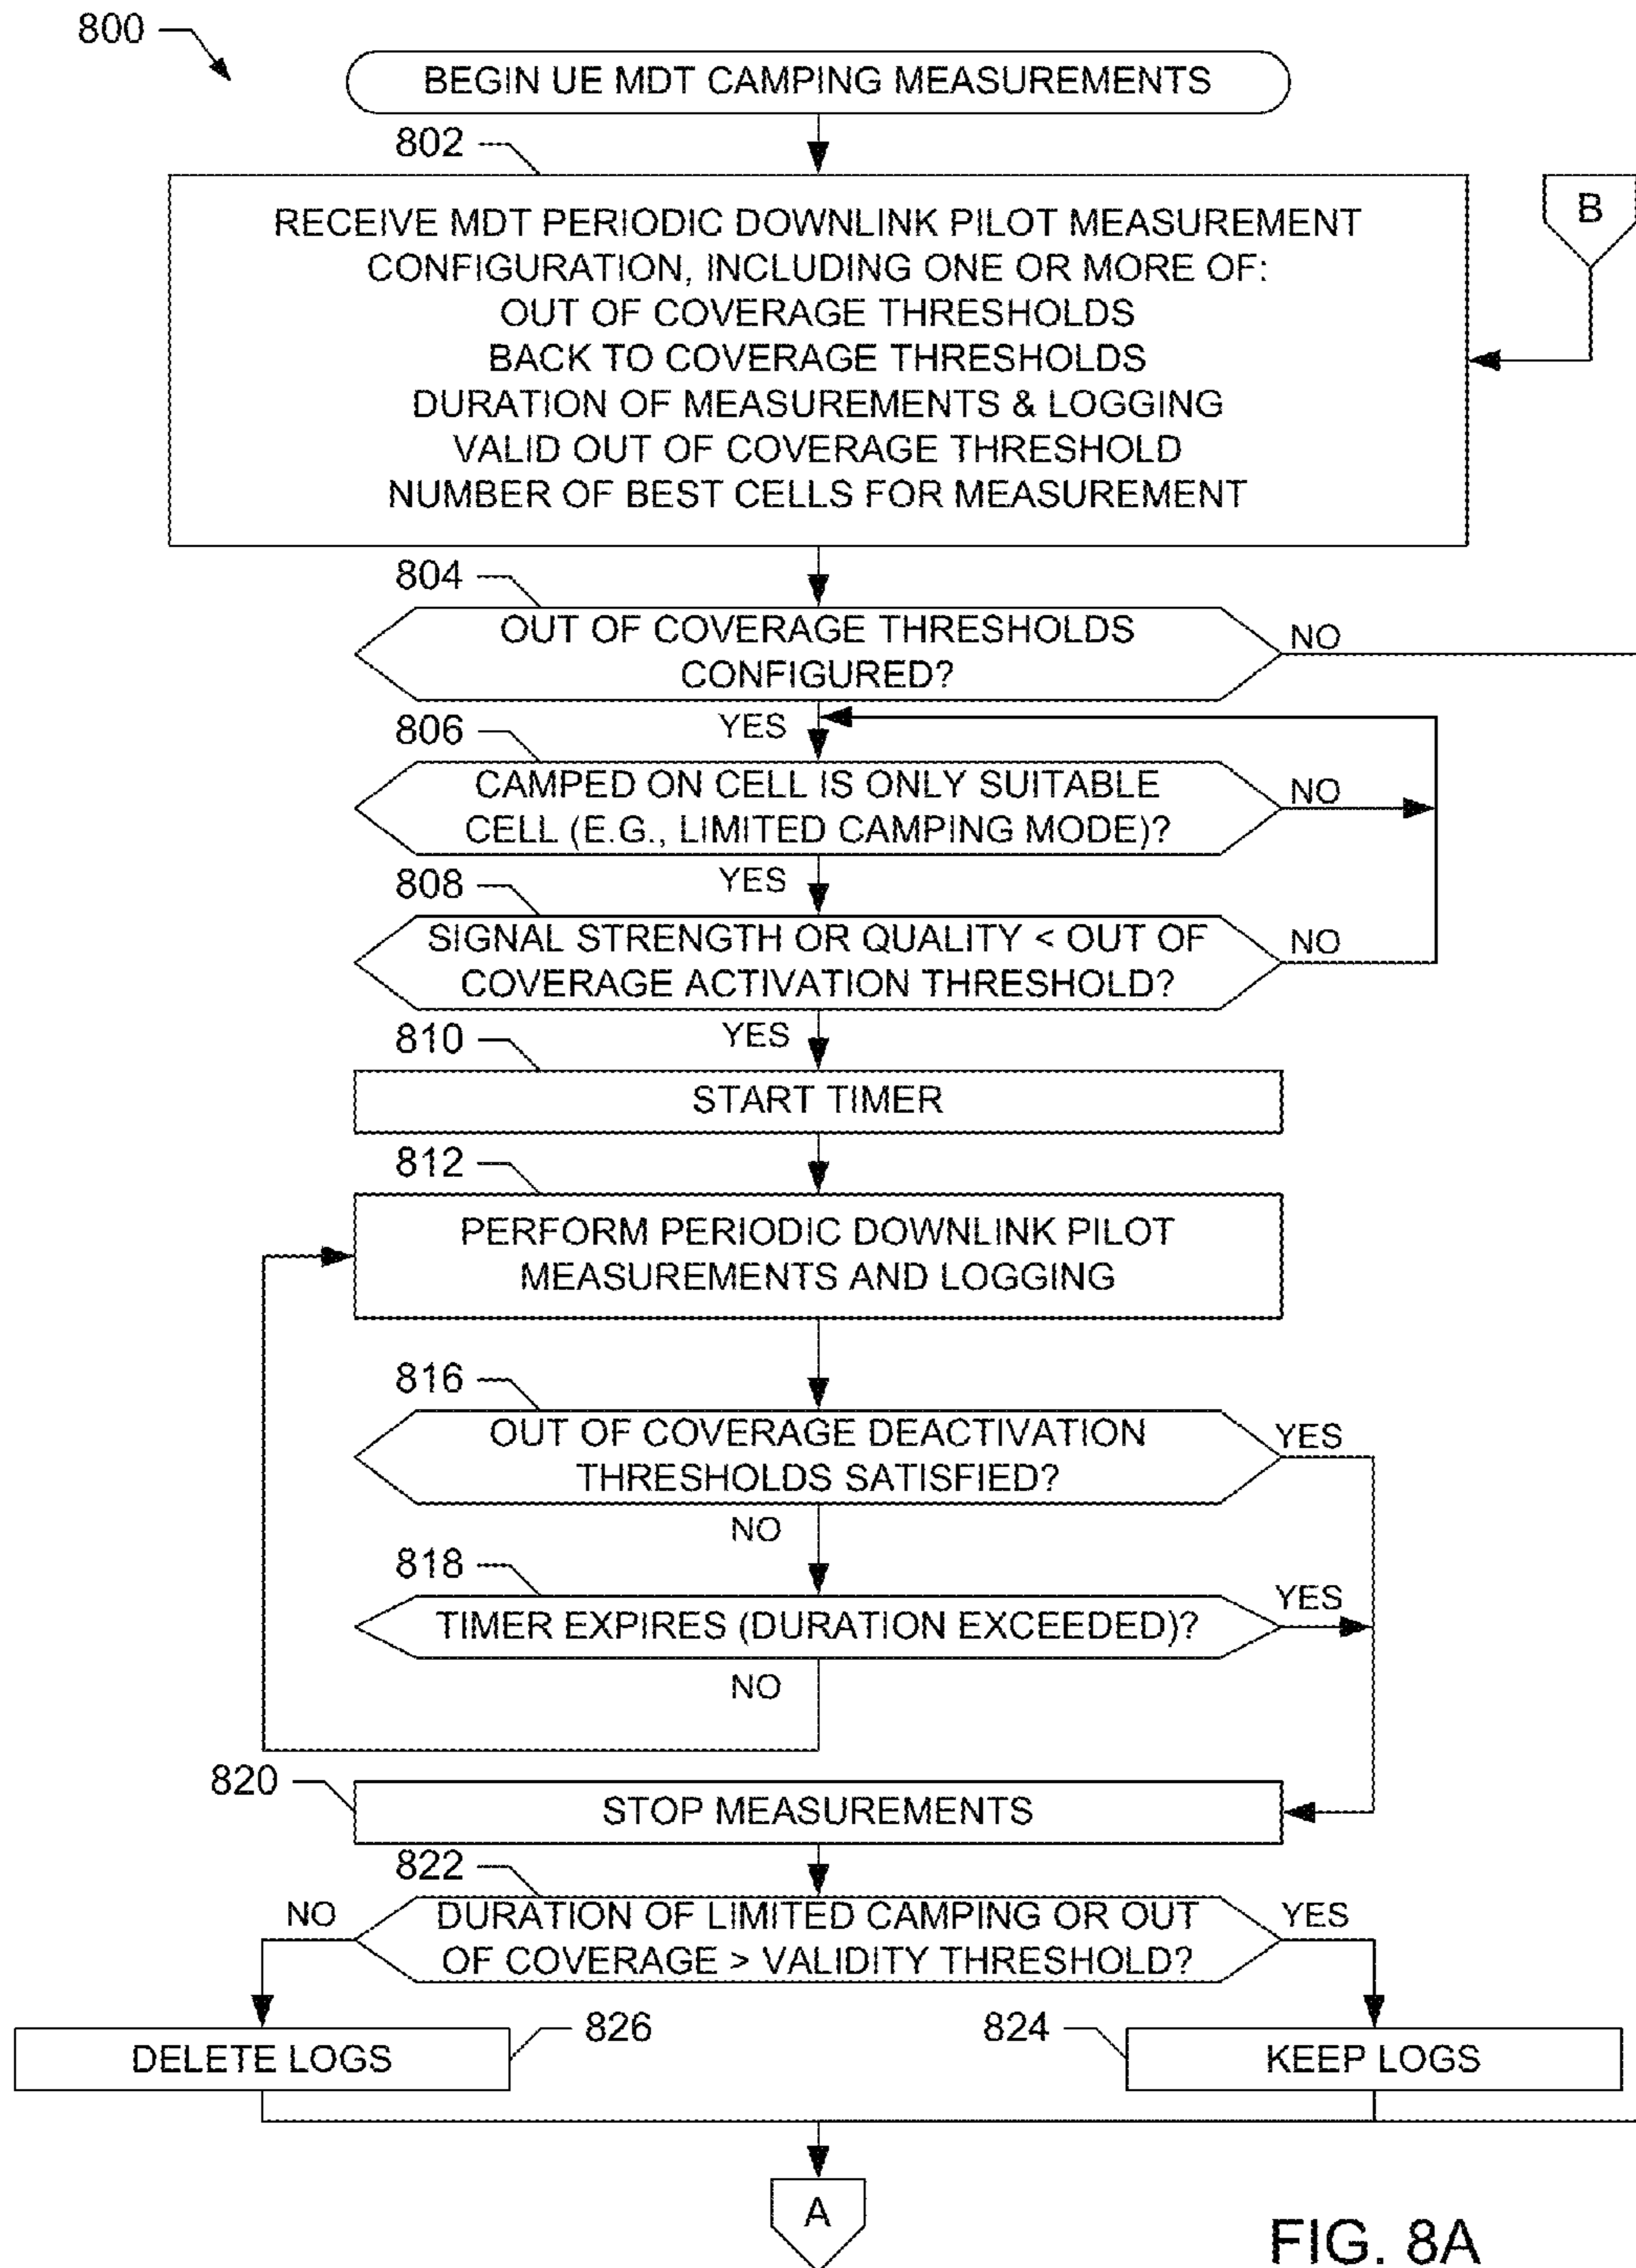 800
BEGIN UE MDT CAMPING MEASUREMENTS
802
RECEIVE MDT PERIODIC DOWNLINK PILOT MEASUREMENT
CONFIGURATION, INCLUDING ONE OR MORE OF:
OUT OF COVERAGE THRESHOLDS
BACK TO COVERAGE THRESHOLDS
DURATION OF MEASUREMENTS & LOGGING
VALID OUT OF COVERAGE THRESHOLD
NUMBER OF BEST CELLS FOR MEASUREMENT
B
804
OUT OF COVERAGE THRESHOLDS
CONFIGURED?
NO
YES
806
CAMPED ON CELL IS ONLY SUITABLE
CELL (E.G., LIMITED CAMPING MODE)?
NO
YES
808
SIGNAL STRENGTH OR QUALITY < OUT OF
COVERAGE ACTIVATION THRESHOLD?
NO
YES
810
START TIMER
812
PERFORM PERIODIC DOWNLINK PILOT
MEASUREMENTS AND LOGGING
816
OUT OF COVERAGE DEACTIVATION
THRESHOLDS SATISFIED?
YES
NO
818
TIMER EXPIRES (DURATION EXCEEDED)?
YES
NO
820
STOP MEASUREMENTS
822
DURATION OF LIMITED CAMPING OR OUT
OF COVERAGE > VALIDITY THRESHOLD?
NO
YES
DELETE LOGS
826
824
KEEP LOGS
A
FIG. 8A